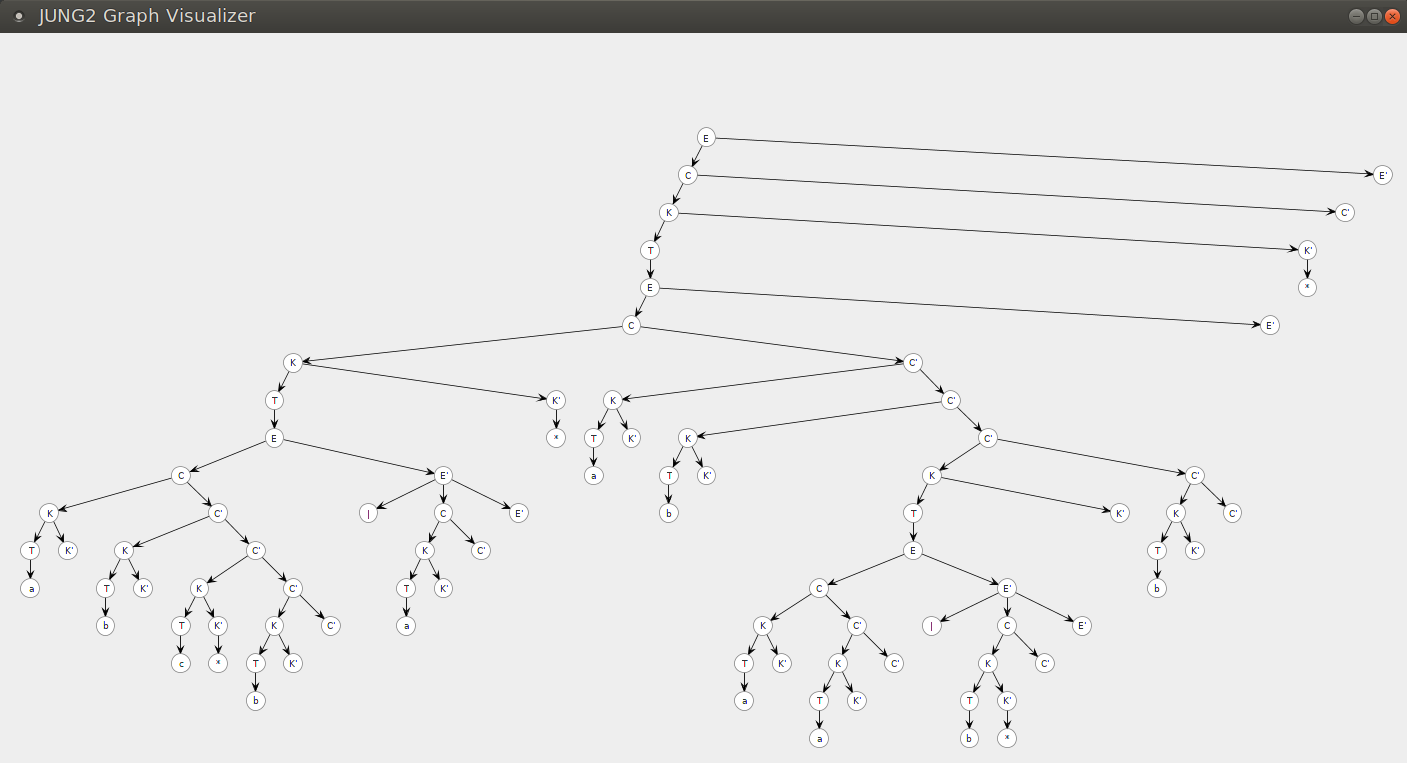 JUNG2 Graph Visualizer
E
C E'
K C'
T K'
E *
C E'
K C'
T K' K C'
E * T K' K C'
C E' a T K' K C'
K C' | C E' b T K' K C'
T K' K C' K C' E T K'
a T K' K C' T K' C E' b
b T K' K C' a K C' | C E'
c * T K' T K' K C' K C'
b a T K' T K'
a b *